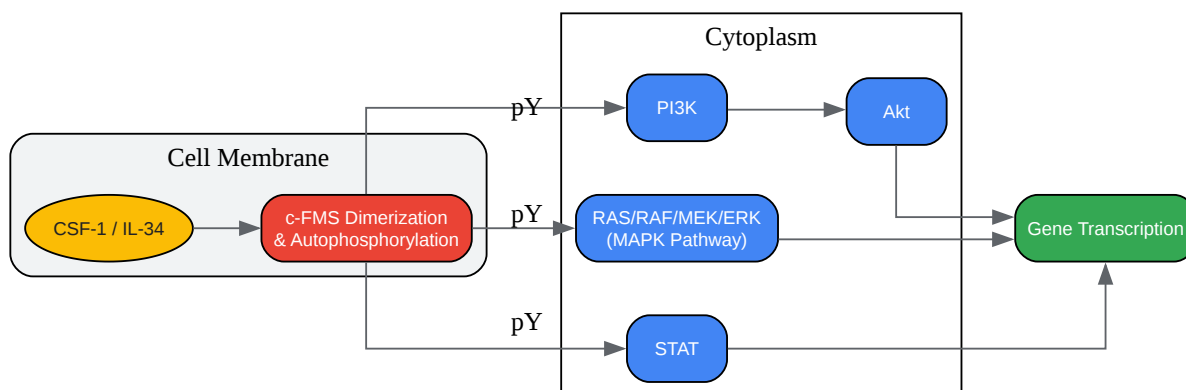 Cytoplasm
pY
PI3K
Akt
Cell Membrane
CSF-1 / IL-34
c-FMS Dimerization
& Autophosphorylation
pY
RAS/RAF/MEK/ERK
(MAPK Pathway)
Gene Transcription
pY
STAT